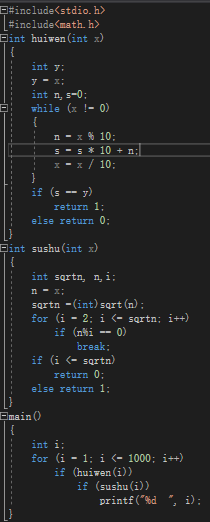 #include<stdio.h>
#include<math.h>
int huiwen(int x)
{
int y;
y = x;
int n,s=0;
while (x != 0)
{
n = x % 10;
s = s * 10 + n;
x = x / 10;
}
if (s == y)
return 1;
else return 0;
}
int sushu(int x)
{
int sqrtn, n,i;
n = x;
sqrtn =(int)sqrt(n);
for (i = 2; i <= sqrtn; i++)
if (n%i == 0)
break;
if (i <= sqrtn)
return 0;
else return 1;
}
main()
{
int i;
for (i = 1; i <= 1000; i++)
if (huiwen(i))
if (sushu(i))
printf("%d  ", i);
}